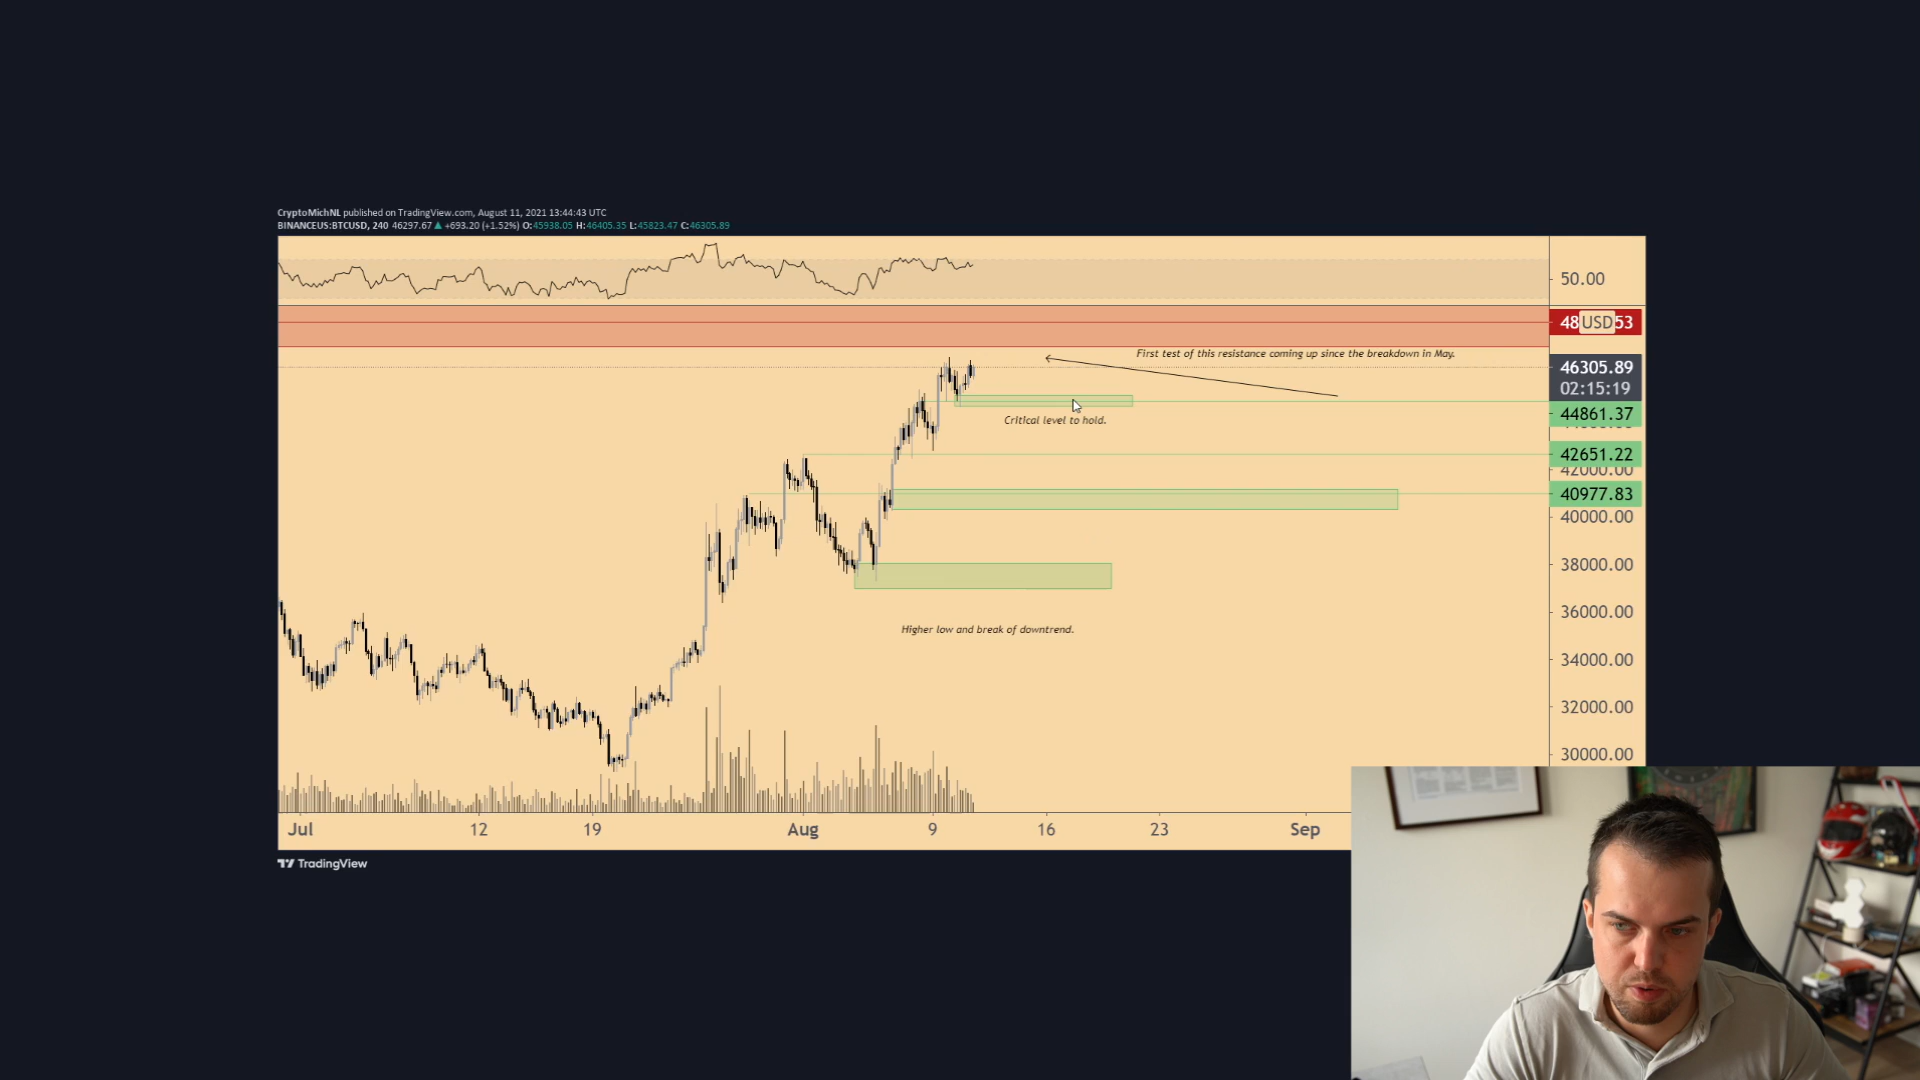 CryptoMichNL published on TradingView.com, August 11, 2021 13:44:43 UTC
BINANCEUS:BTCUSD, 240 46297.67 ▲ +693.20 (+1.52%) O:45938.05 H:46405.35 L:45823.47 C:46305.89
50.00
48 USD 53
First test of this resistance coming up since the breakdown in May.
46305.89
02:15:19
44861.37
Critical level to hold.
42651.22
42000.00
40977.83
40000.00
38000.00
36000.00
Higher low and break of downtrend.
34000.00
32000.00
30000.00
Jul 12 19 Aug 9 16 23 Sep
TradingView